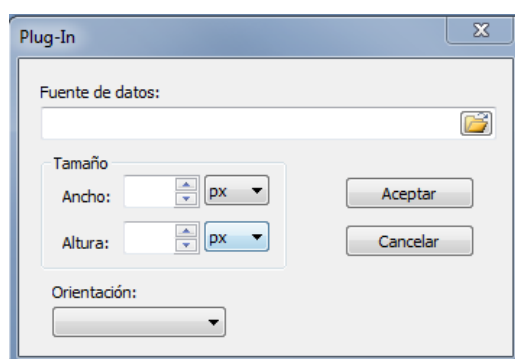 Plug-In
Fuente de datos:
Tamaño
Ancho: px
Aceptar
Altura: px
Cancelar
Orientación: